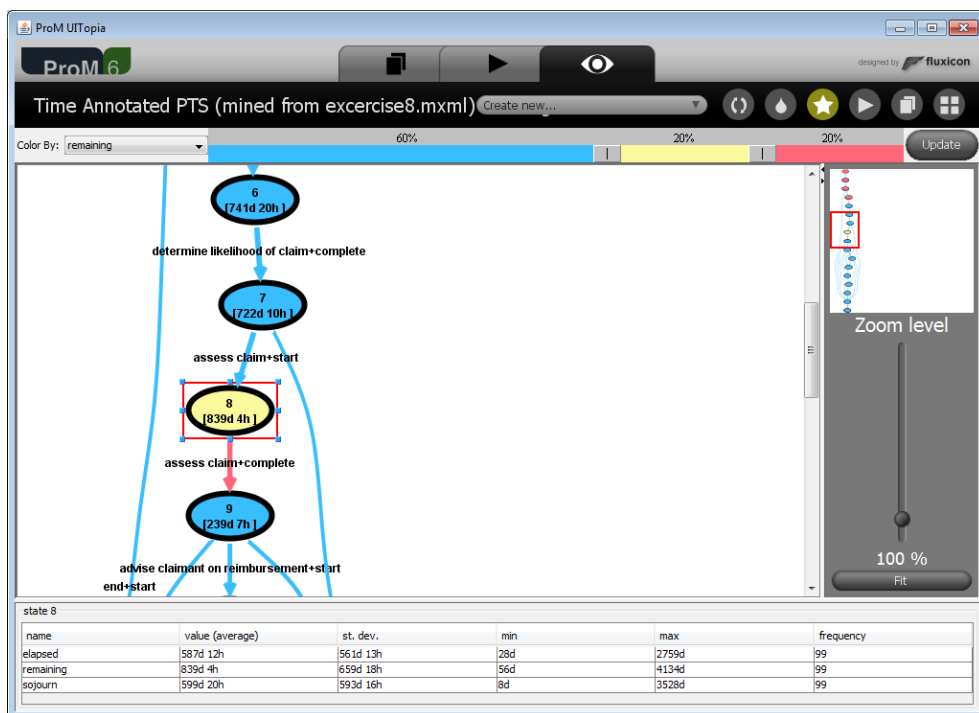 ProM UITopia
ProM 6
designed by fluxicon
Time Annotated PTS (mined from excercise8.mxml)
Create new...
Color By: remaining
60%
20%
20%
Update
6
[741d 20h ]
determine likelihood of claim+complete
7
[722d 10h ]
assess claim+start
8
[839d 4h ]
assess claim+complete
9
[239d 7h ]
advise claimant on reimbursement+start
end+start
Zoom level
100 %
Fit
state 8
name value (average) st. dev. min max frequency
elapsed 587d 12h 561d 13h 28d 2759d 99
remaining 839d 4h 659d 18h 56d 4134d 99
sojourn 599d 20h 593d 16h 8d 3528d 99